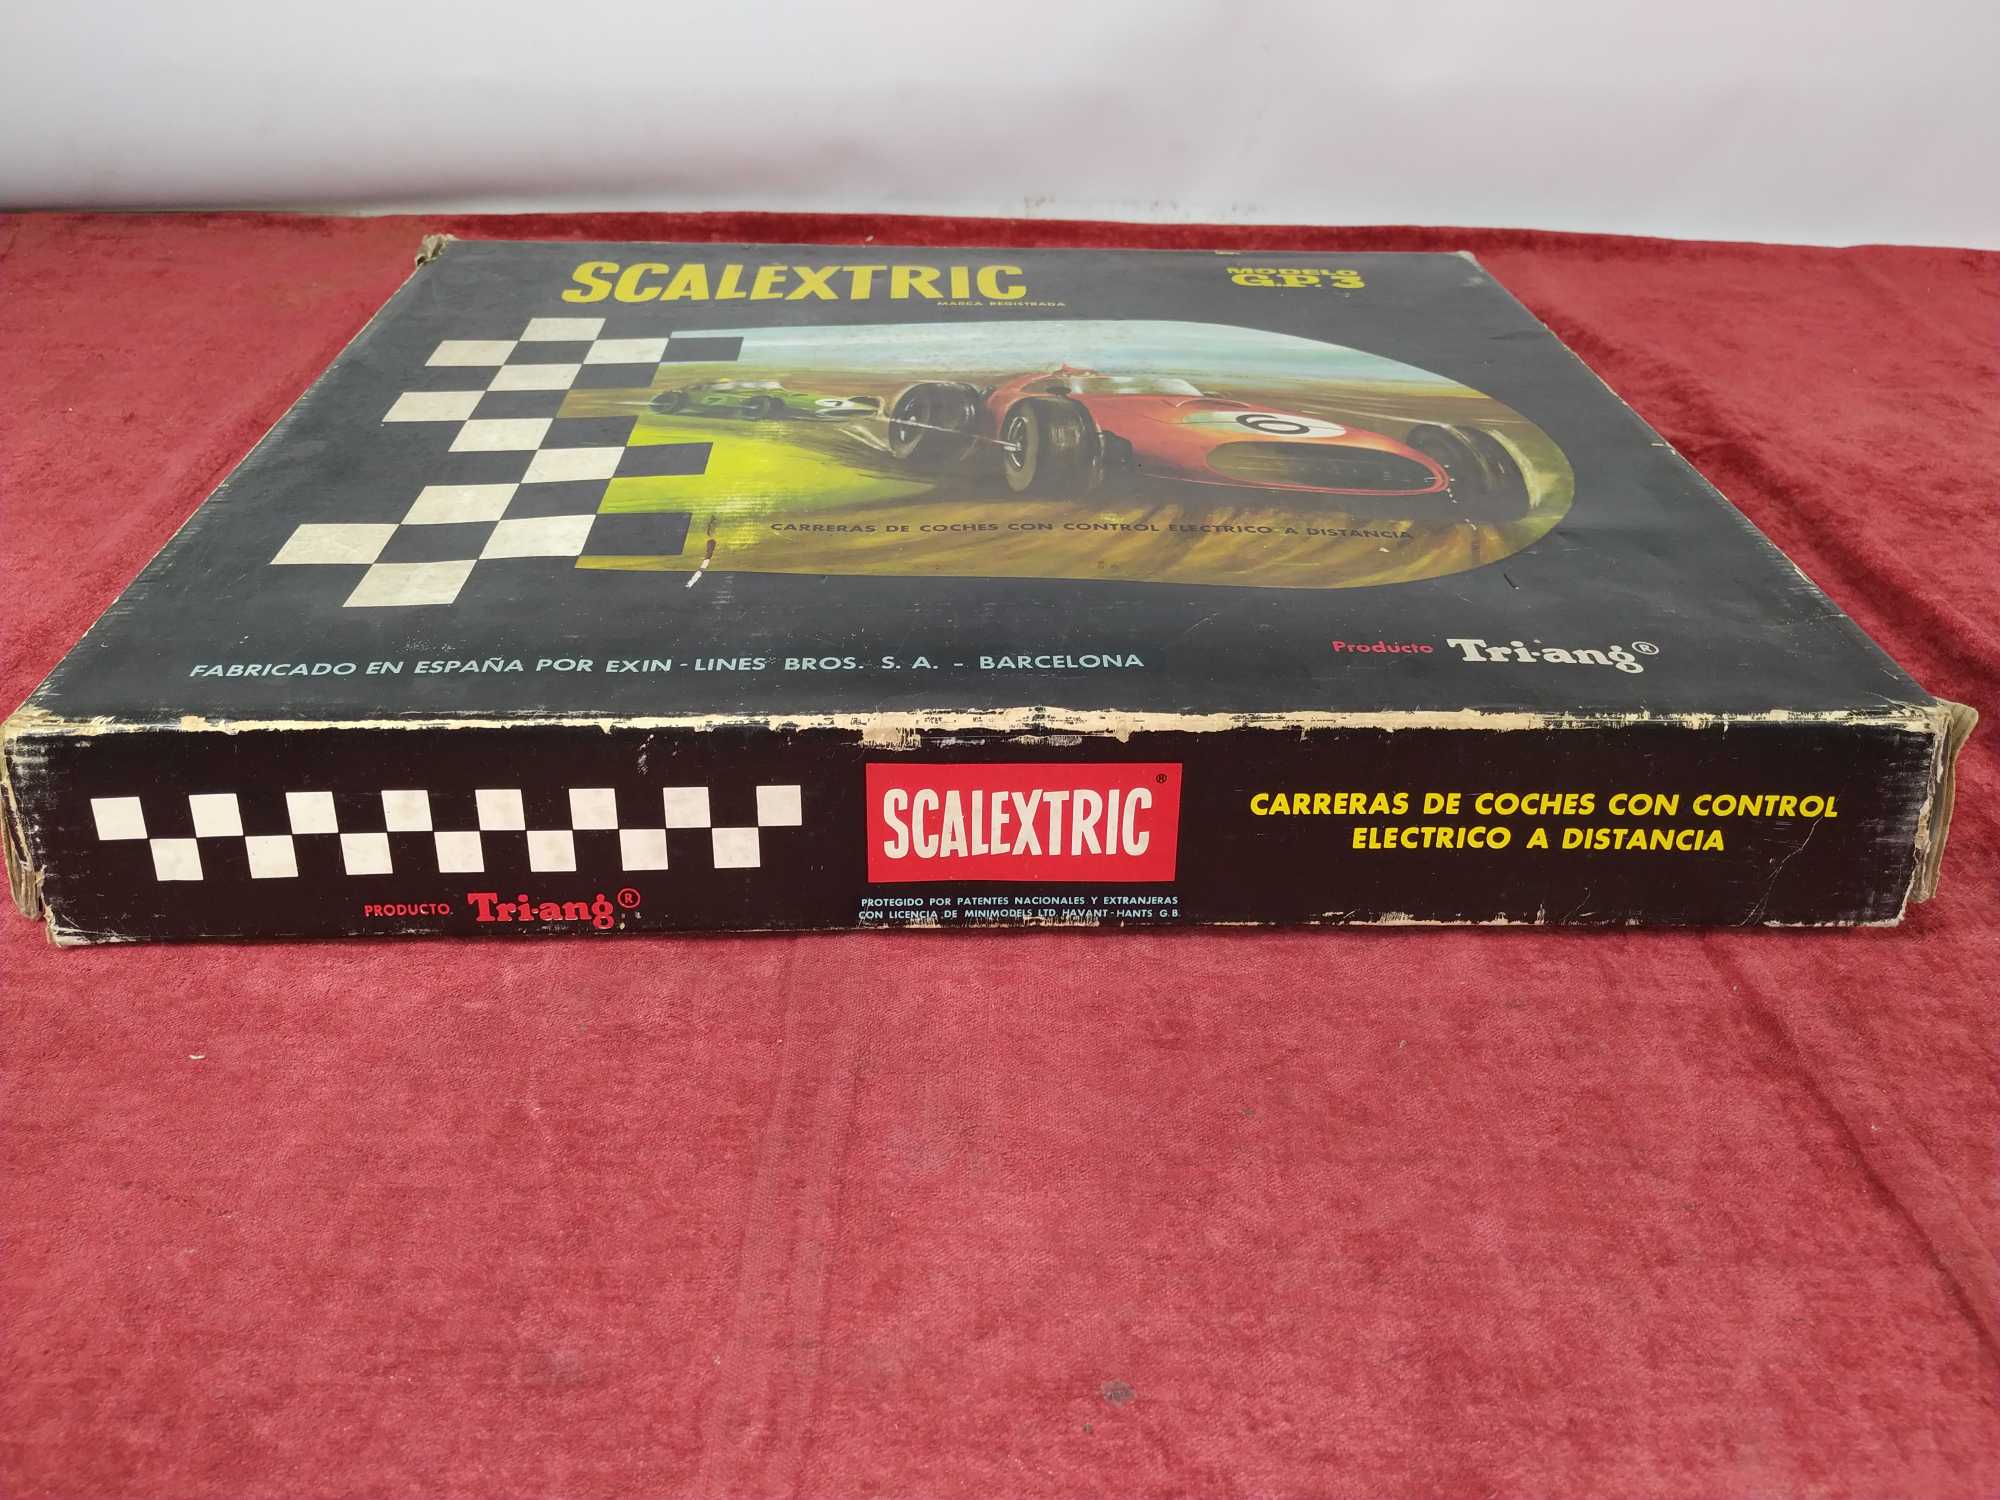 SCALEXTRIC
MARCA REGISTRADA
MODELO
G.P. 3
6
CARRERAS DE COCHES CON CONTROL ELECTRICO A DISTANCIA
FABRICADO EN ESPAÑA POR EXIN - LINES BROS. S. A. - BARCELONA
Producto Tri-ang®
SCALEXTRIC®
CARRERAS DE COCHES CON CONTROL
ELECTRICO A DISTANCIA
PRODUCTO Tri-ang®
PROTEGIDO POR PATENTES NACIONALES Y EXTRANJERAS
CON LICENCIA DE MINIMODELS LTD. HAVANT - HANTS G.B.